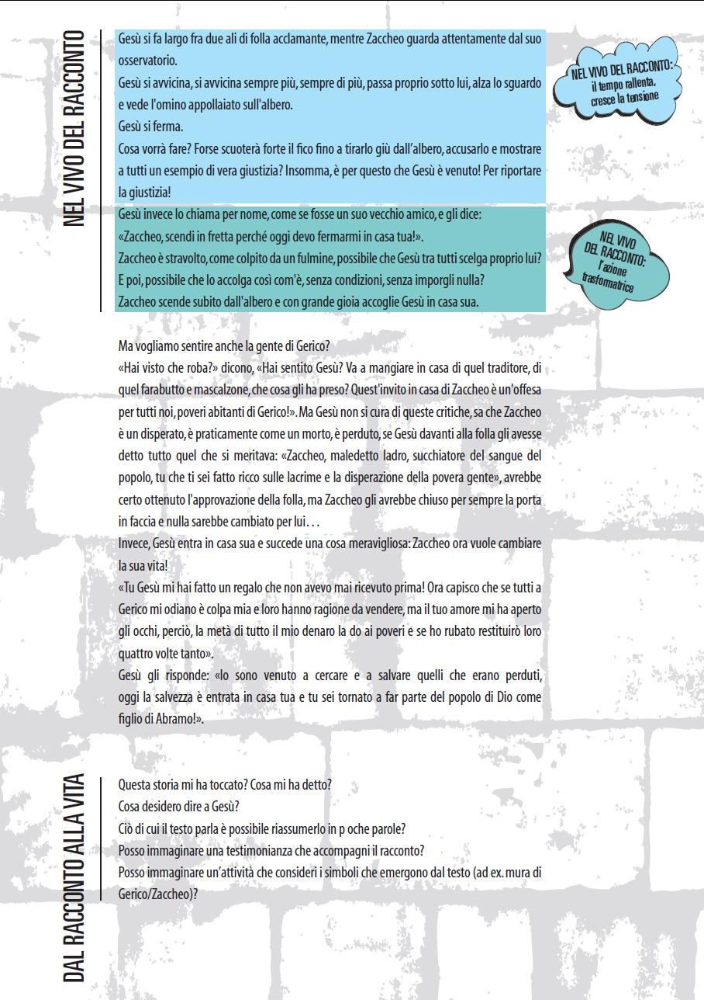 NEL VIVO DEL RACCONTO
Gesù si fa largo fra due ali di folla acclamante, mentre Zaccheo guarda attentamente dal suo
osservatorio.
Gesù si avvicina, si avvicina sempre più, sempre di più, passa proprio sotto lui, alza lo sguardo
e vede l'omino appollaiato sull'albero.
Gesù si ferma.
Cosa vorrà fare? Forse scuoterà forte il fico fino a tirarlo giù dall’albero, accusarlo e mostrare
a tutti un esempio di vera giustizia? Insomma, è per questo che Gesù è venuto! Per riportare
la giustizia!
NEL VIVO DEL RACCONTO:
il tempo rallenta,
cresce la tensione
Gesù invece lo chiama per nome, come se fosse un suo vecchio amico, e gli dice:
«Zaccheo, scendi in fretta perché oggi devo fermarmi in casa tua!».
Zaccheo è stravolto, come colpito da un fulmine, possibile che Gesù tra tutti scelga proprio lui?
E poi, possibile che lo accolga così com'è, senza condizioni, senza imporgli nulla?
Zaccheo scende subito dall'albero e con grande gioia accoglie Gesù in casa sua.
NEL VIVO
DEL RACCONTO:
l'azione
trasformatrice
Ma vogliamo sentire anche la gente di Gerico?
«Hai visto che roba?» dicono, «Hai sentito Gesù? Va a mangiare in casa di quel traditore, di
quel farabutto e mascalzone, che cosa gli ha preso? Quest'invito in casa di Zaccheo è un'offesa
per tutti noi, poveri abitanti di Gerico!». Ma Gesù non si cura di queste critiche, sa che Zaccheo
è un disperato, è praticamente come un morto, è perduto, se Gesù davanti alla folla gli avesse
detto tutto quel che si meritava: «Zaccheo, maledetto ladro, succhiatore del sangue del
popolo, tu che ti sei fatto ricco sulle lacrime e la disperazione della povera gente», avrebbe
certo ottenuto l'approvazione della folla, ma Zaccheo gli avrebbe chiuso per sempre la porta
in faccia e nulla sarebbe cambiato per lui…
Invece, Gesù entra in casa sua e succede una cosa meravigliosa: Zaccheo ora vuole cambiare
la sua vita!
«Tu Gesù mi hai fatto un regalo che non avevo mai ricevuto prima! Ora capisco che se tutti a
Gerico mi odiano è colpa mia e loro hanno ragione da vendere, ma il tuo amore mi ha aperto
gli occhi, perciò, la metà di tutto il mio denaro la do ai poveri e se ho rubato restituirò loro
quattro volte tanto».
Gesù gli risponde: «Io sono venuto a cercare e a salvare quelli che erano perduti,
oggi la salvezza è entrata in casa tua e tu sei tornato a far parte del popolo di Dio come
figlio di Abramo!».
DAL RACCONTO ALLA VITA
Questa storia mi ha toccato? Cosa mi ha detto?
Cosa desidero dire a Gesù?
Ciò di cui il testo parla è possibile riassumerlo in p oche parole?
Posso immaginare una testimonianza che accompagni il racconto?
Posso immaginare un’attività che consideri i simboli che emergono dal testo (ad ex. mura di
Gerico/Zaccheo)?